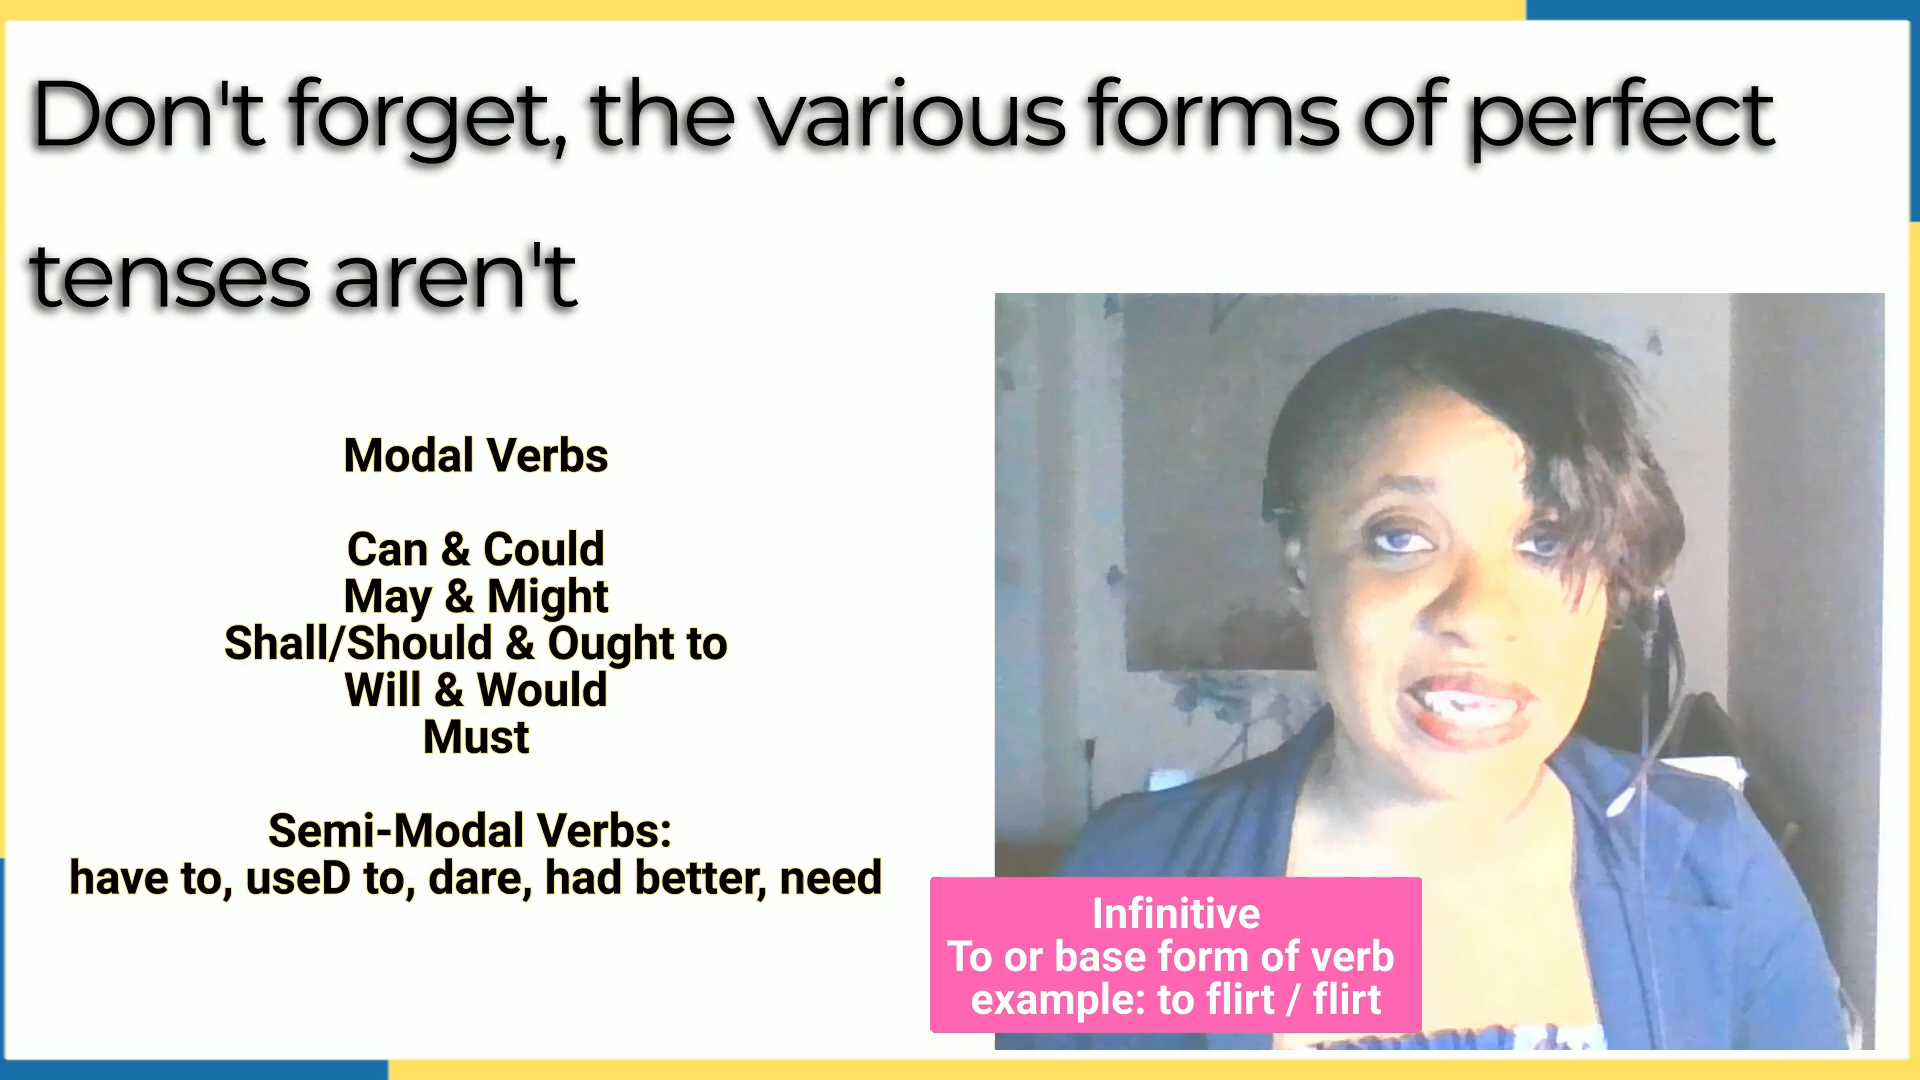 Don't forget, the various forms of perfect
tenses aren't
Modal Verbs
Can & Could
May & Might
Shall/Should & Ought to
Will & Would
Must
Semi-Modal Verbs:
have to, useD to, dare, had better, need
Infinitive
To or base form of verb
example: to flirt / flirt